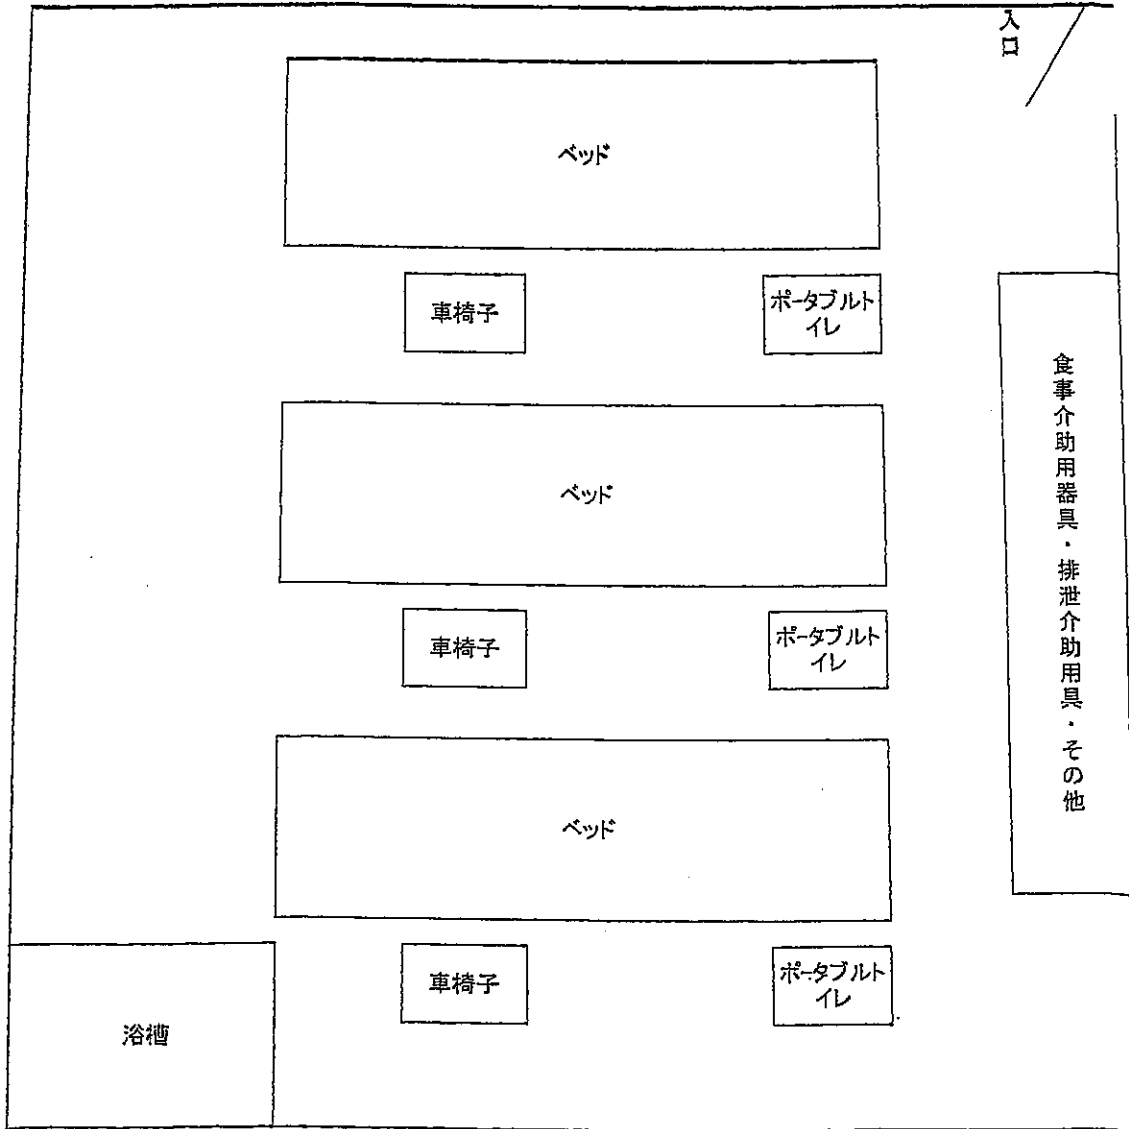 入口
ベッド
車椅子
ポータブルト
イレ
食事介助用器具・排泄介助用具・その他
ベッド
車椅子
ポータブルト
イレ
ベッド
車椅子
ポータブルト
イレ
浴槽